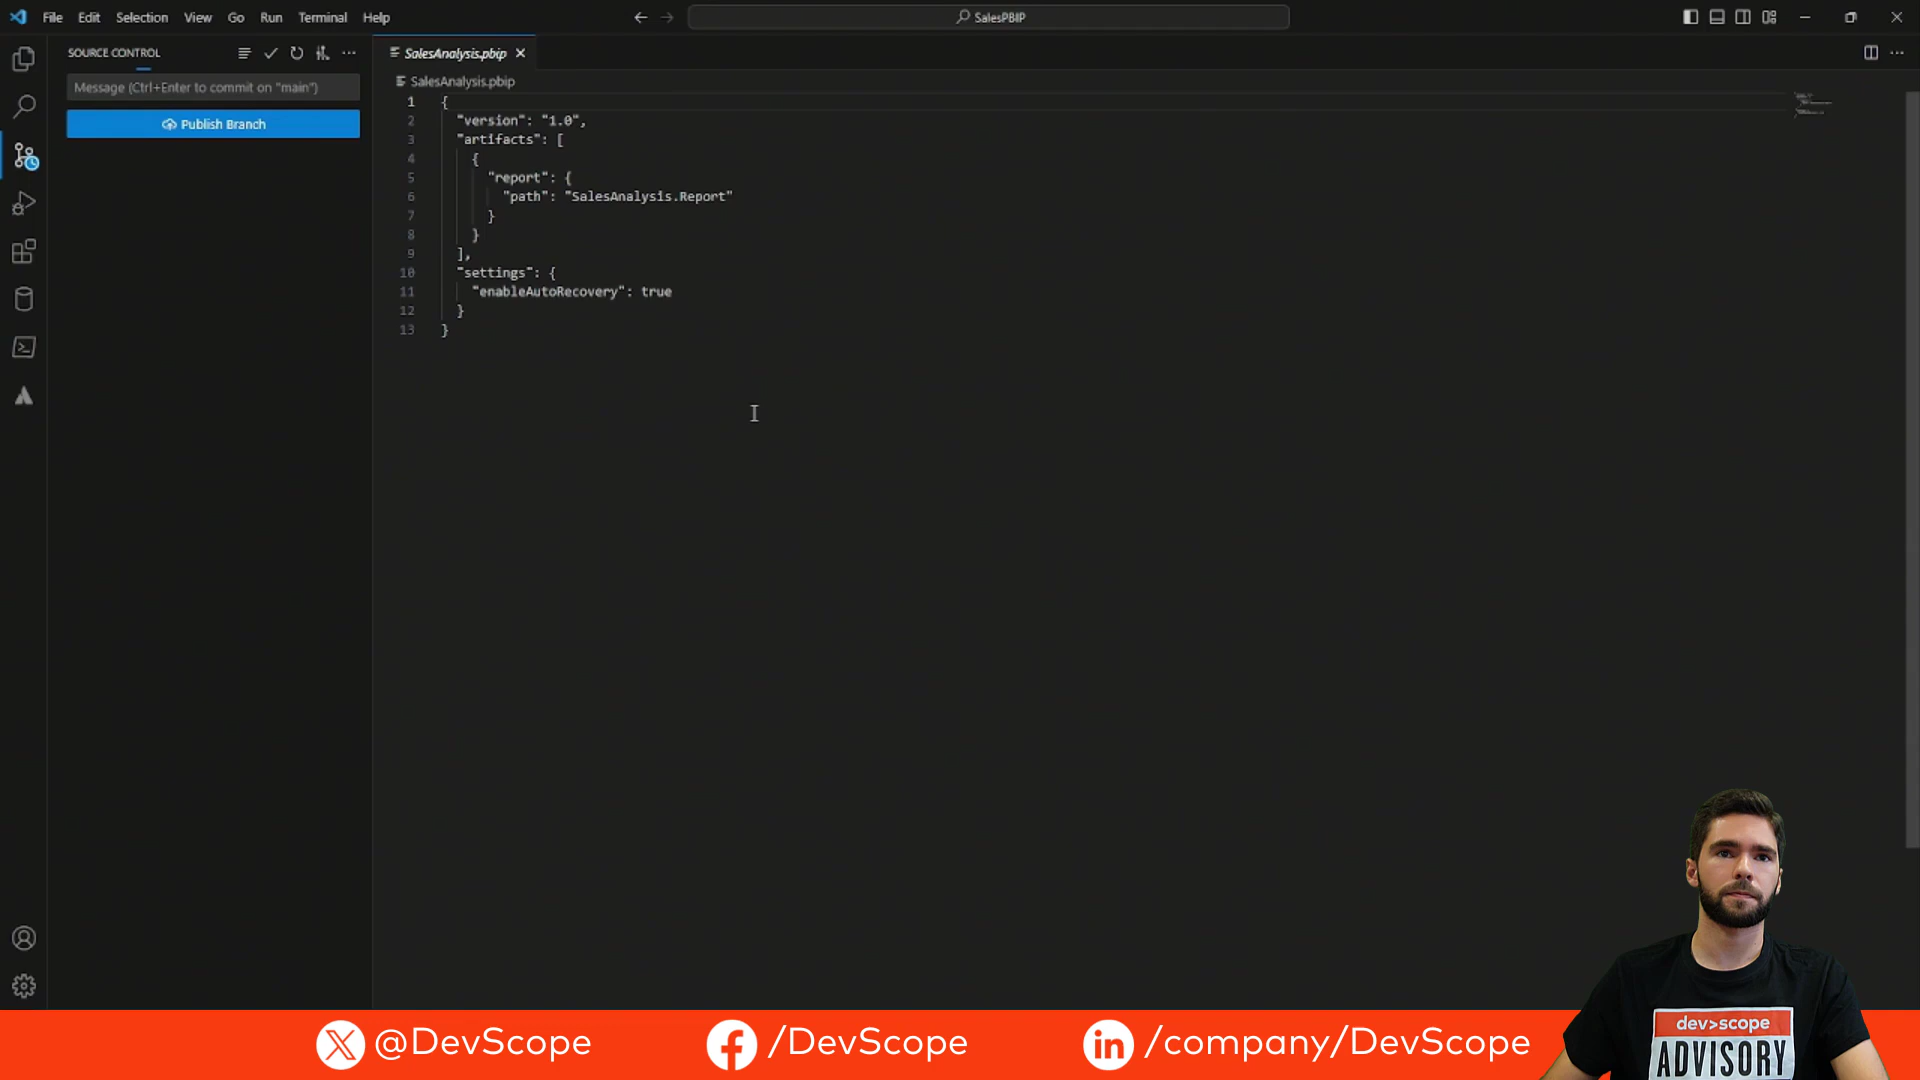 File Edit Selection View Go Run Terminal Help
SalesPBIP
SOURCE CONTROL
Message (Ctrl+Enter to commit on "main")
Publish Branch
SalesAnalysis.pbip
SalesAnalysis.pbip
1 {
2 "version": "1.0",
3 "artifacts": [
4 {
5 "report": {
6 "path": "SalesAnalysis.Report"
7 }
8 }
9 ],
10 "settings": {
11 "enableAutoRecovery": true
12 }
13 }
@DevScope
/DevScope
/company/DevScope
dev>scope
ADVISORY